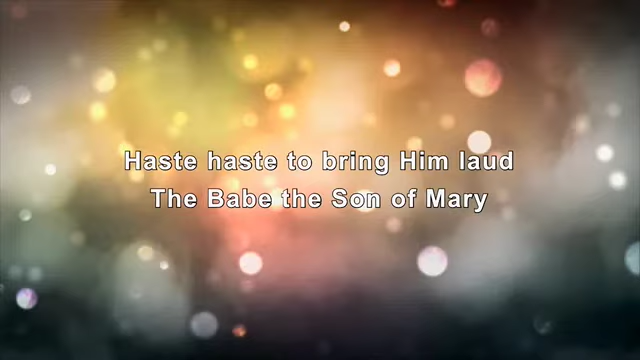 Haste haste to bring Him laud
The Babe the Son of Mary